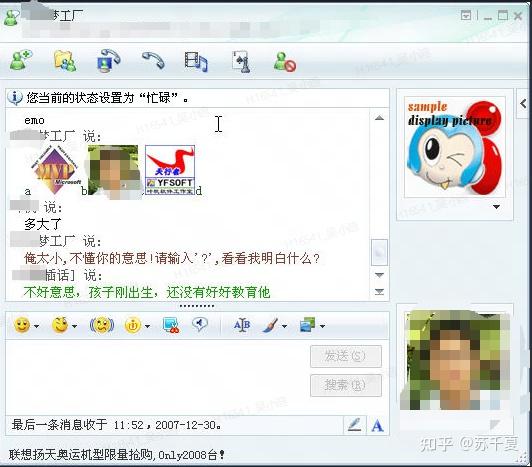 梦工厂
您当前的状态设置为“忙碌”。
emo
梦工厂 说:
MVP
Microsoft
天行者
YFSOFT
a b d
说:
多大了
梦工厂 说:
俺太小,不懂你的意思!请输入'?',看看我明白什么?
插话] 说:
不好意思，孩子刚出生，还没有好好教育他
sample
display picture
发送(S)
搜索(R)
最后一条消息收于 11:52，2007-12-30。
A
联想扬天奥运机型限量抢购,Only2008台!
知乎 @苏千夏